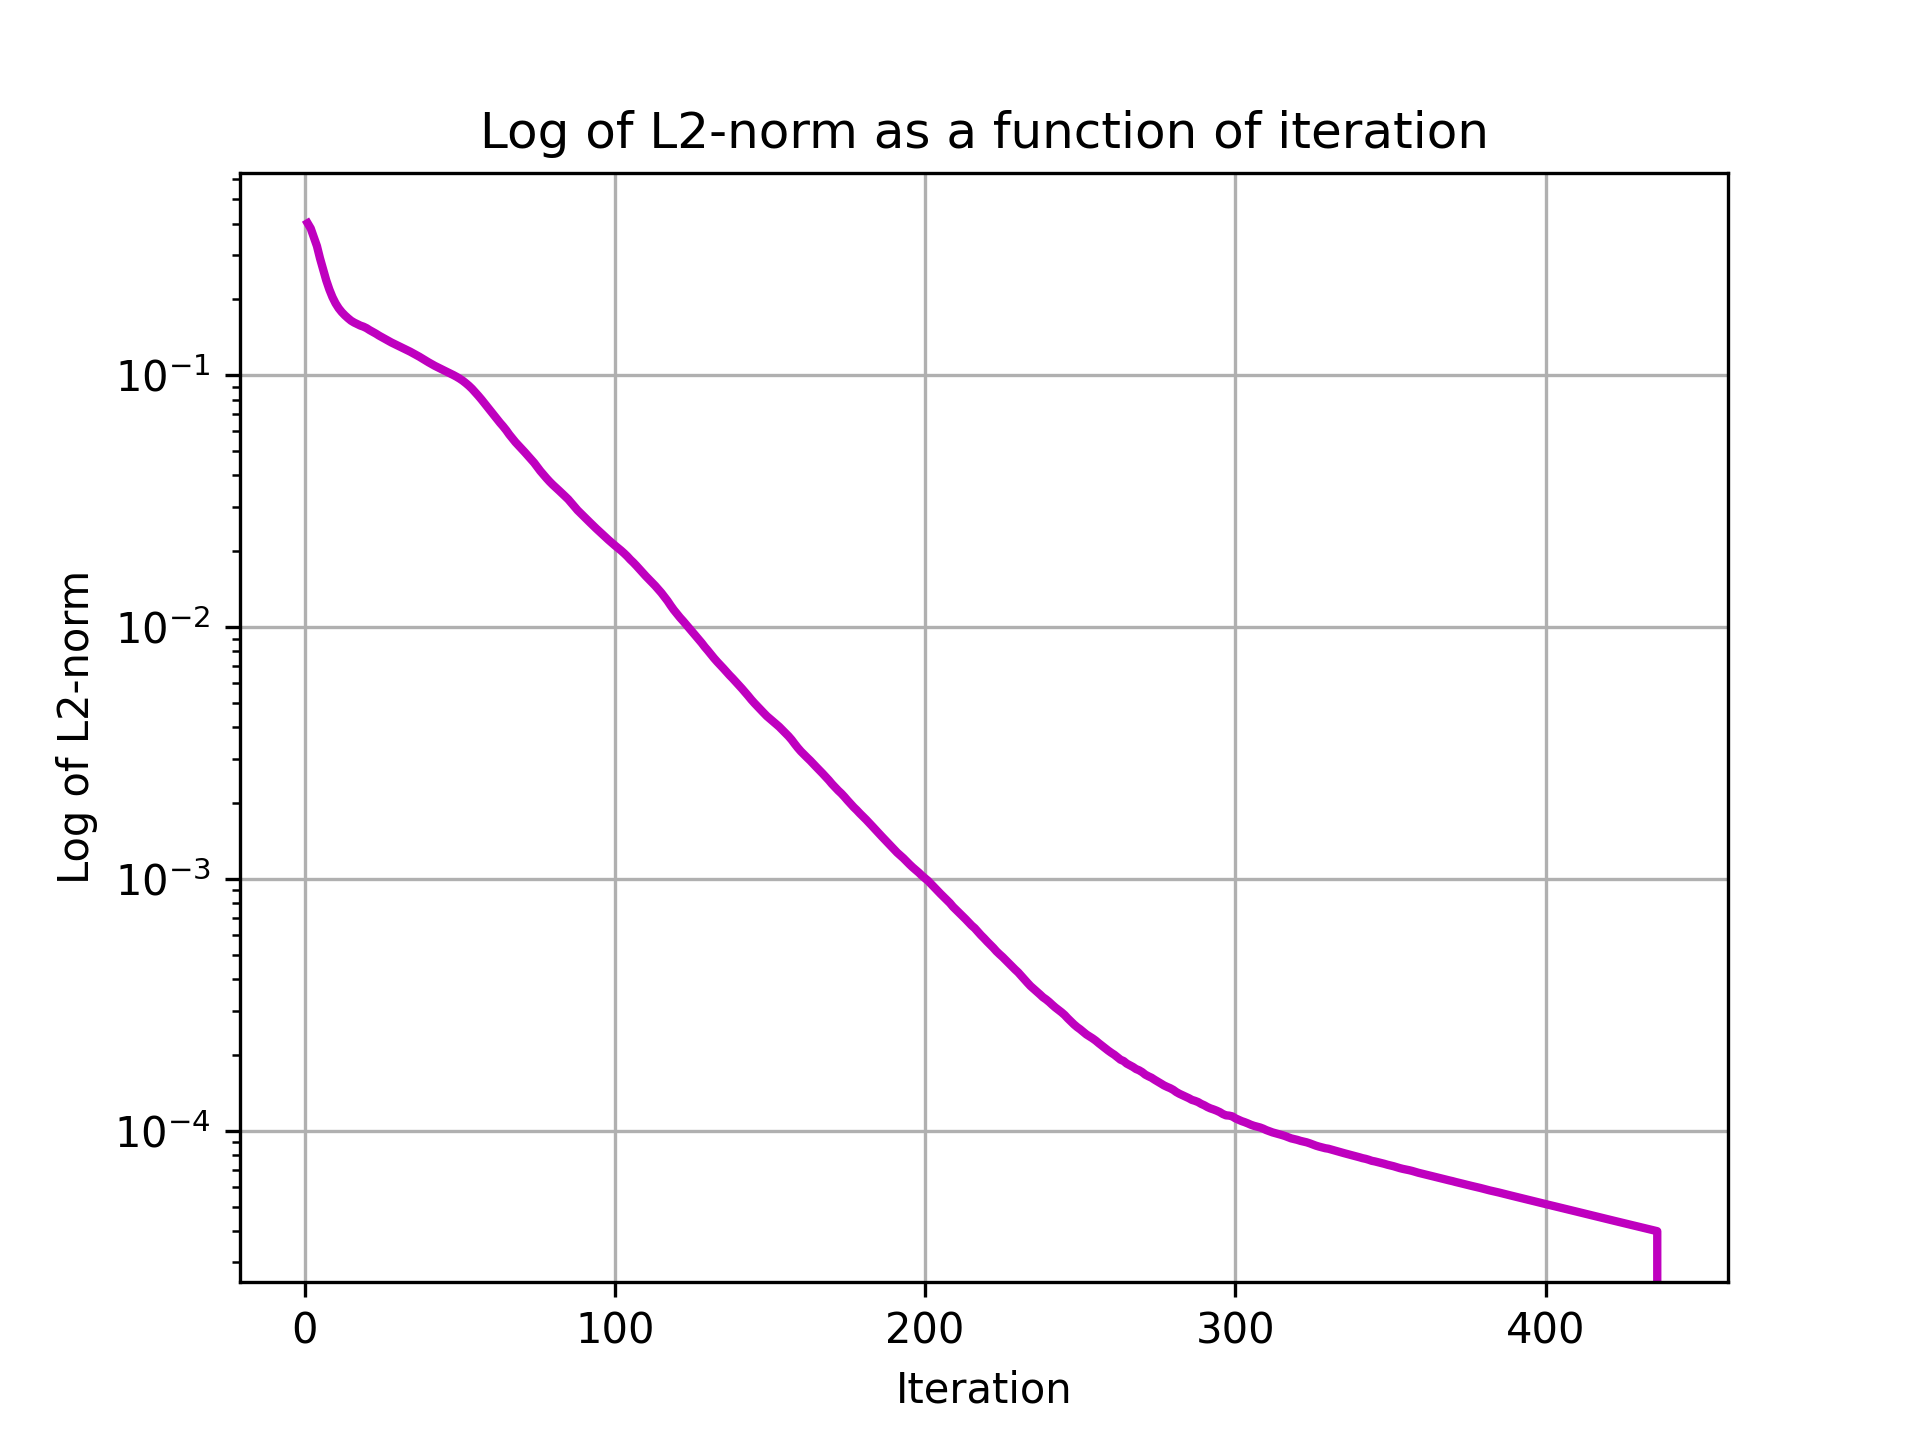 Log of L2-norm as a function of iteration
Log of L2-norm
10⁻¹
10⁻²
10⁻³
10⁻⁴
0 100 200 300 400
Iteration